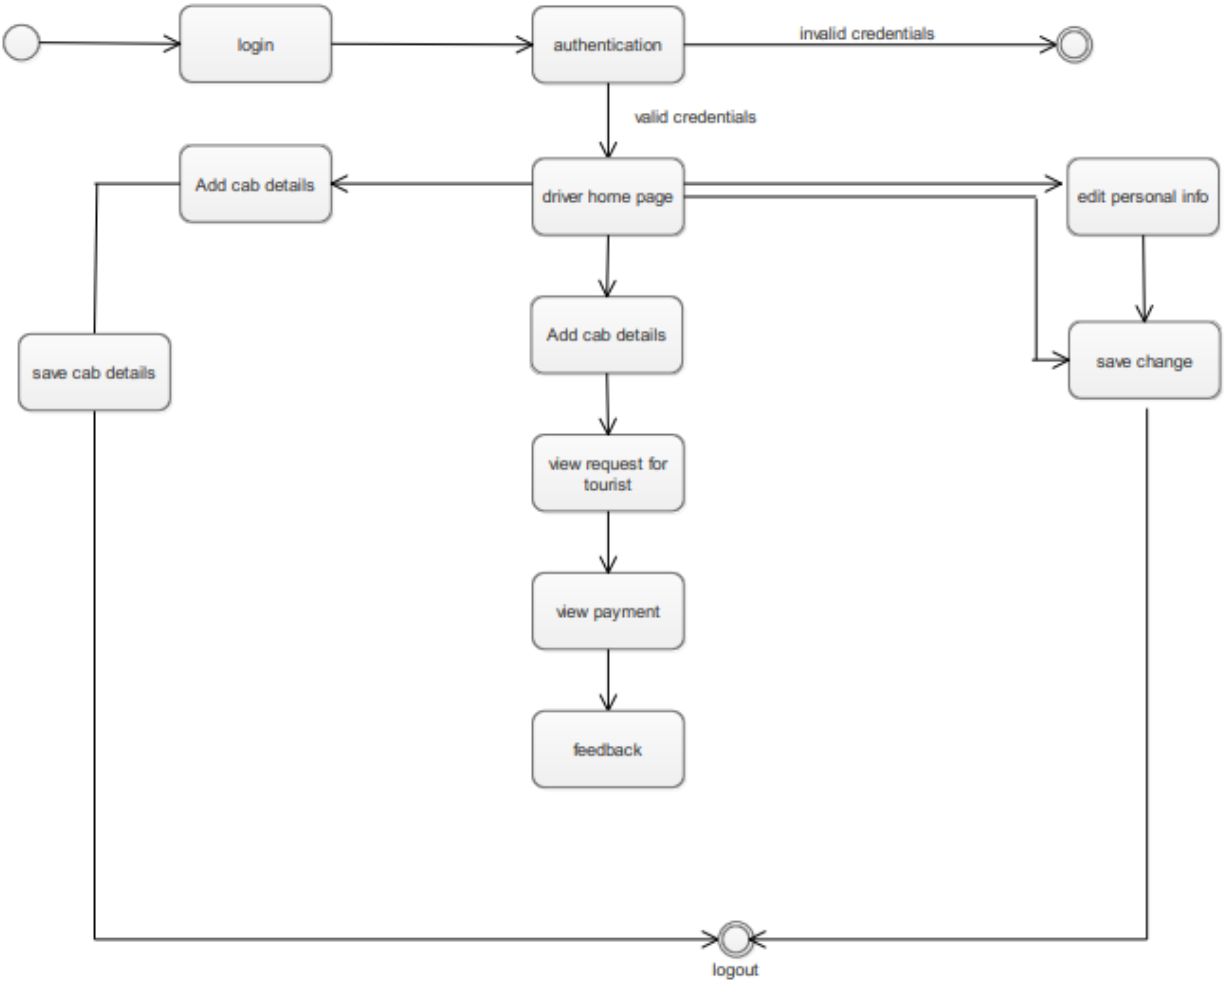 login
authentication
invalid credentials
valid credentials
Add cab details
driver home page
edit personal info
Add cab details
save cab details
save change
view request for
tourist
view payment
feedback
logout